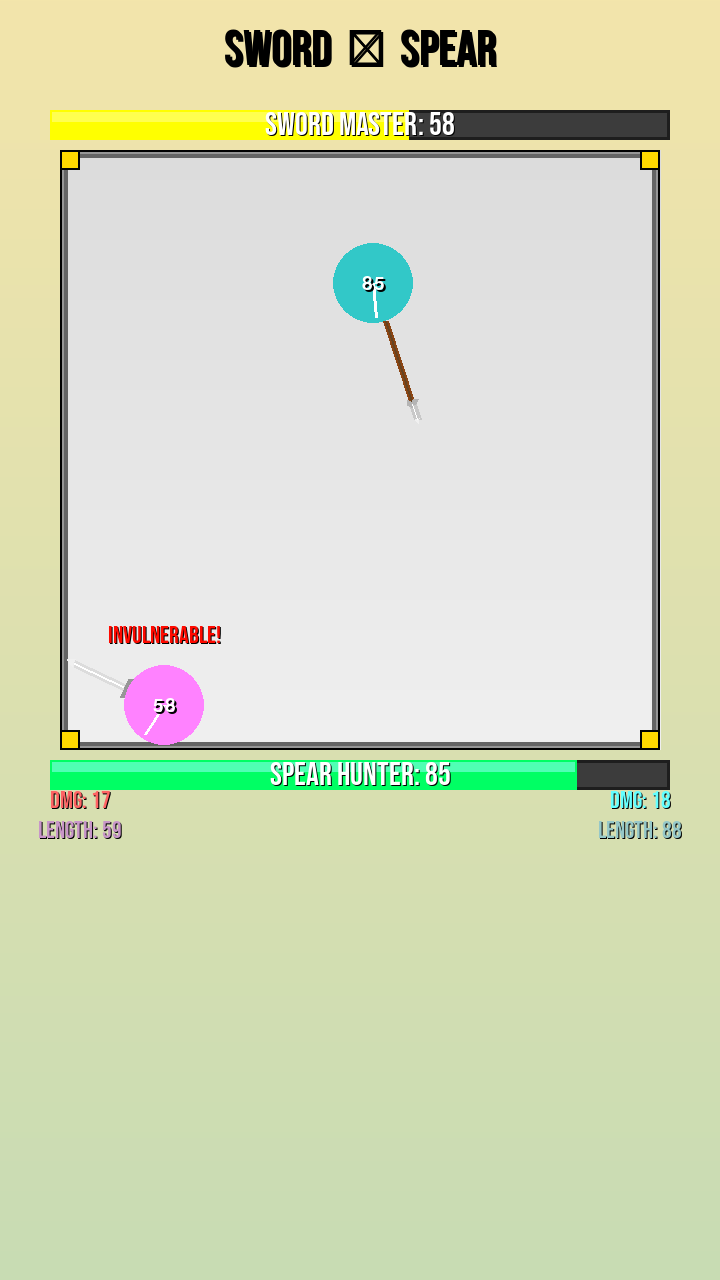 SWORD ☒ SPEAR
SWORD MASTER: 58
85
INVULNERABLE!
58
SPEAR HUNTER: 85
DMG: 17
DMG: 18
LENGTH: 59
LENGTH: 88